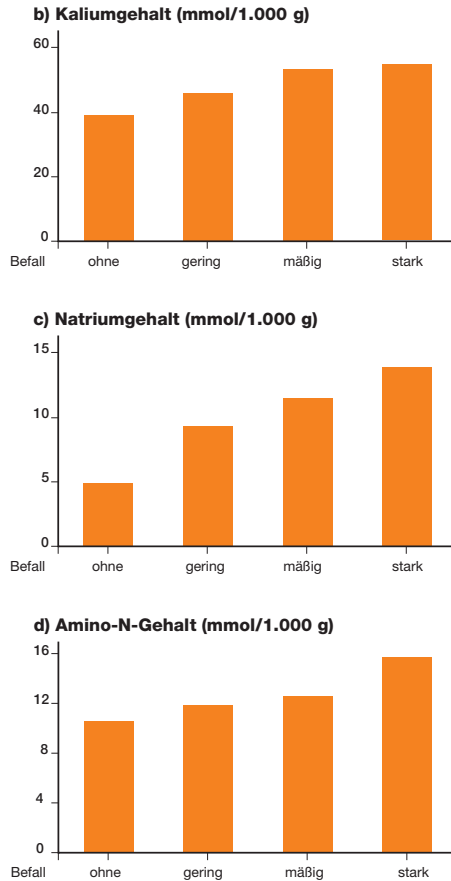 b) Kaliumgehalt (mmol/1.000 g)
60
40
20
0
Befall ohne gering mäßig stark
c) Natriumgehalt (mmol/1.000 g)
15
10
5
0
Befall ohne gering mäßig stark
d) Amino-N-Gehalt (mmol/1.000 g)
16
12
8
4
0
Befall ohne gering mäßig stark